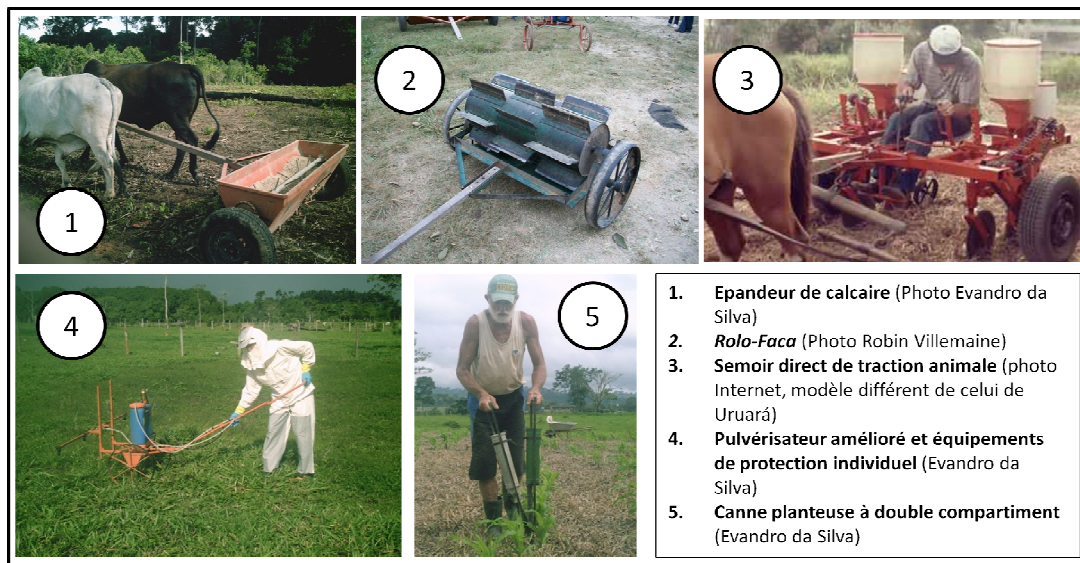 1
2
3
4
5
1. Epandeur de calcaire (Photo Evandro da
Silva)
2. Rolo-Faca (Photo Robin Villemaine)
3. Semoir direct de traction animale (photo
Internet, modèle différent de celui de
Uruará)
4. Pulvérisateur amélioré et équipements
de protection individuel (Evandro da
Silva)
5. Canne planteuse à double compartiment
(Evandro da Silva)